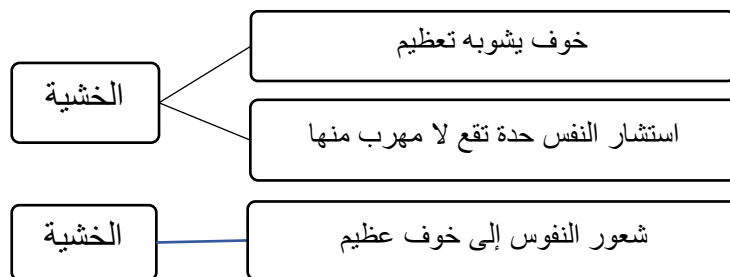 خوف يشوبه تعظيم
الخشية
استشار النفس حدة تقع لا مهرب منها
الخشية
شعور النفوس إلى خوف عظيم